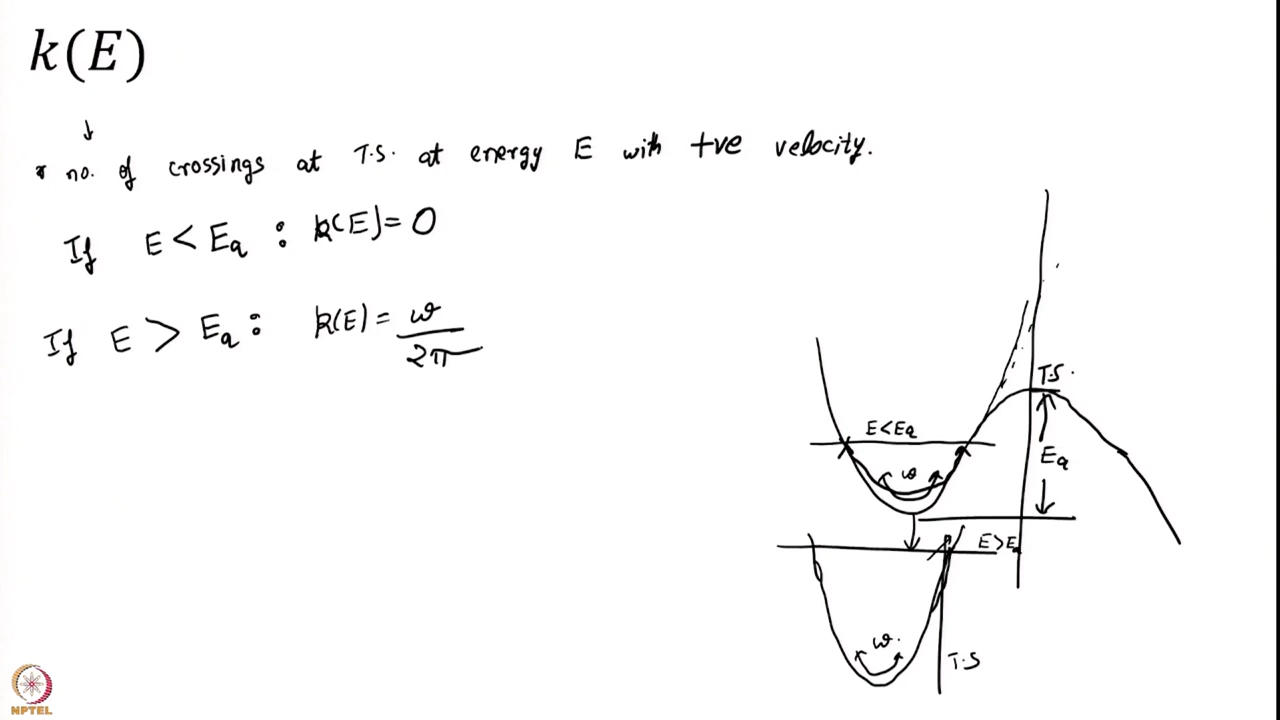 k(E)
* no. of crossings at T.S. at energy E with +ve velocity.
If E < Ea : k(E) = 0
If E > Ea : k(E) = ω/2π
T.S.
E<Ea
Ea
ω
E>Ea
ω.
T.S
NPTEL